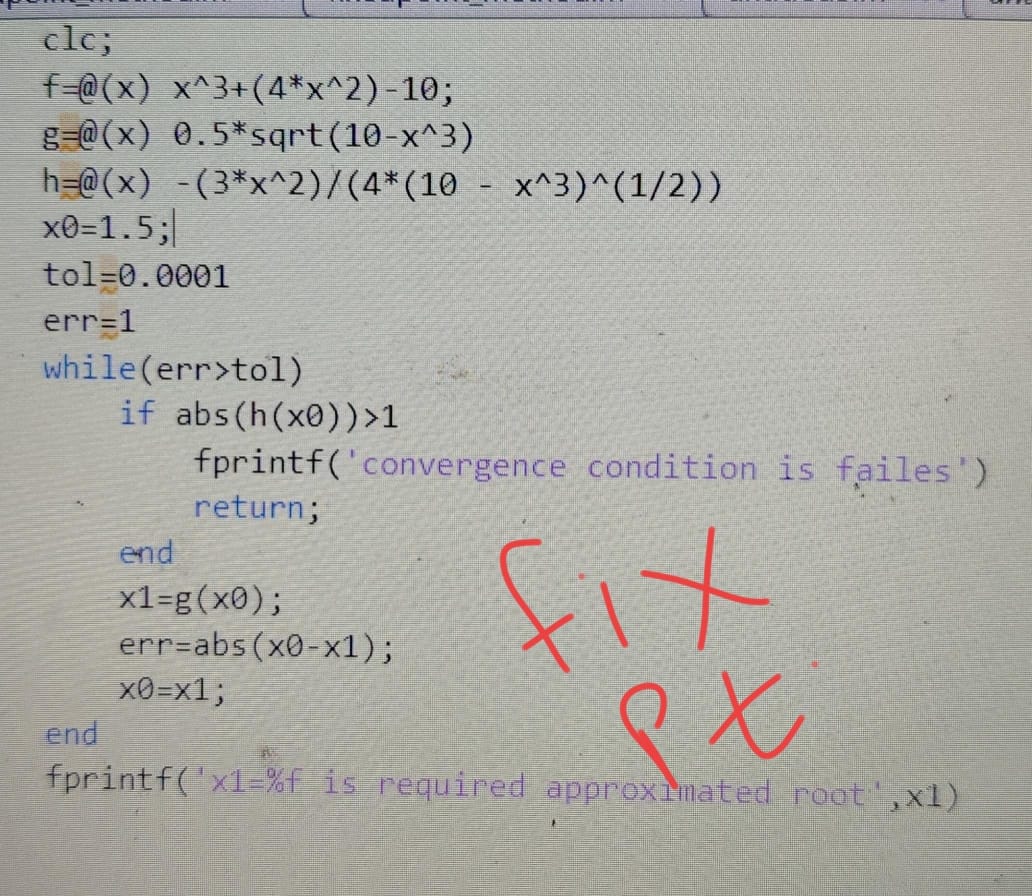 clc;
f=@(x) x^3+(4*x^2)-10;
g=@(x) 0.5*sqrt(10-x^3)
h=@(x) -(3*x^2)/(4*(10 - x^3)^(1/2))
x0=1.5;
tol=0.0001
err=1
while(err>tol)
if abs(h(x0))>1
fprintf('convergence condition is failes')
return;
end
x1=g(x0);
err=abs(x0-x1);
x0=x1;
end
fprintf('x1=%f is required approximated root',x1)
fix
pt